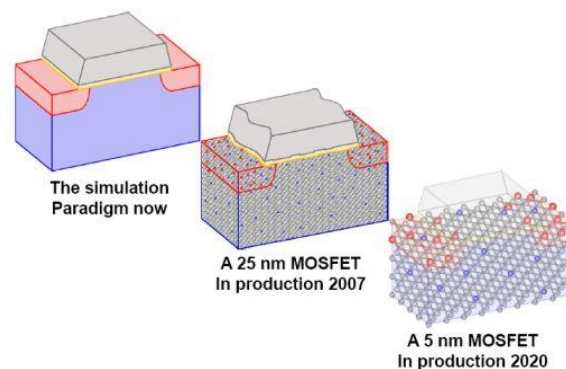 The simulation
Paradigm now
A 25 nm MOSFET
In production 2007
A 5 nm MOSFET
In production 2020